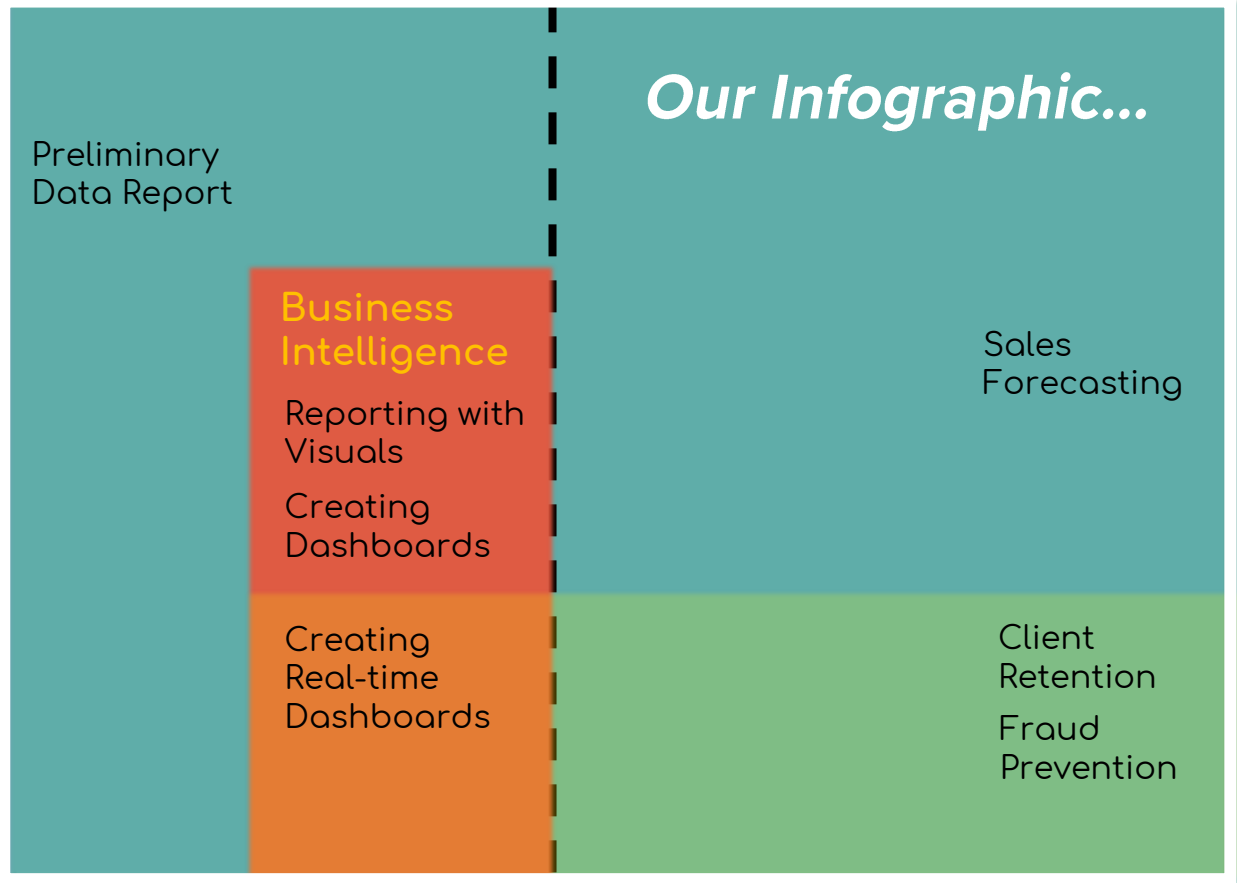 Our Infographic...
Preliminary
Data Report
Business
Intelligence
Reporting with
Visuals
Creating
Dashboards
Creating
Real-time
Dashboards
Sales
Forecasting
Client
Retention
Fraud
Prevention